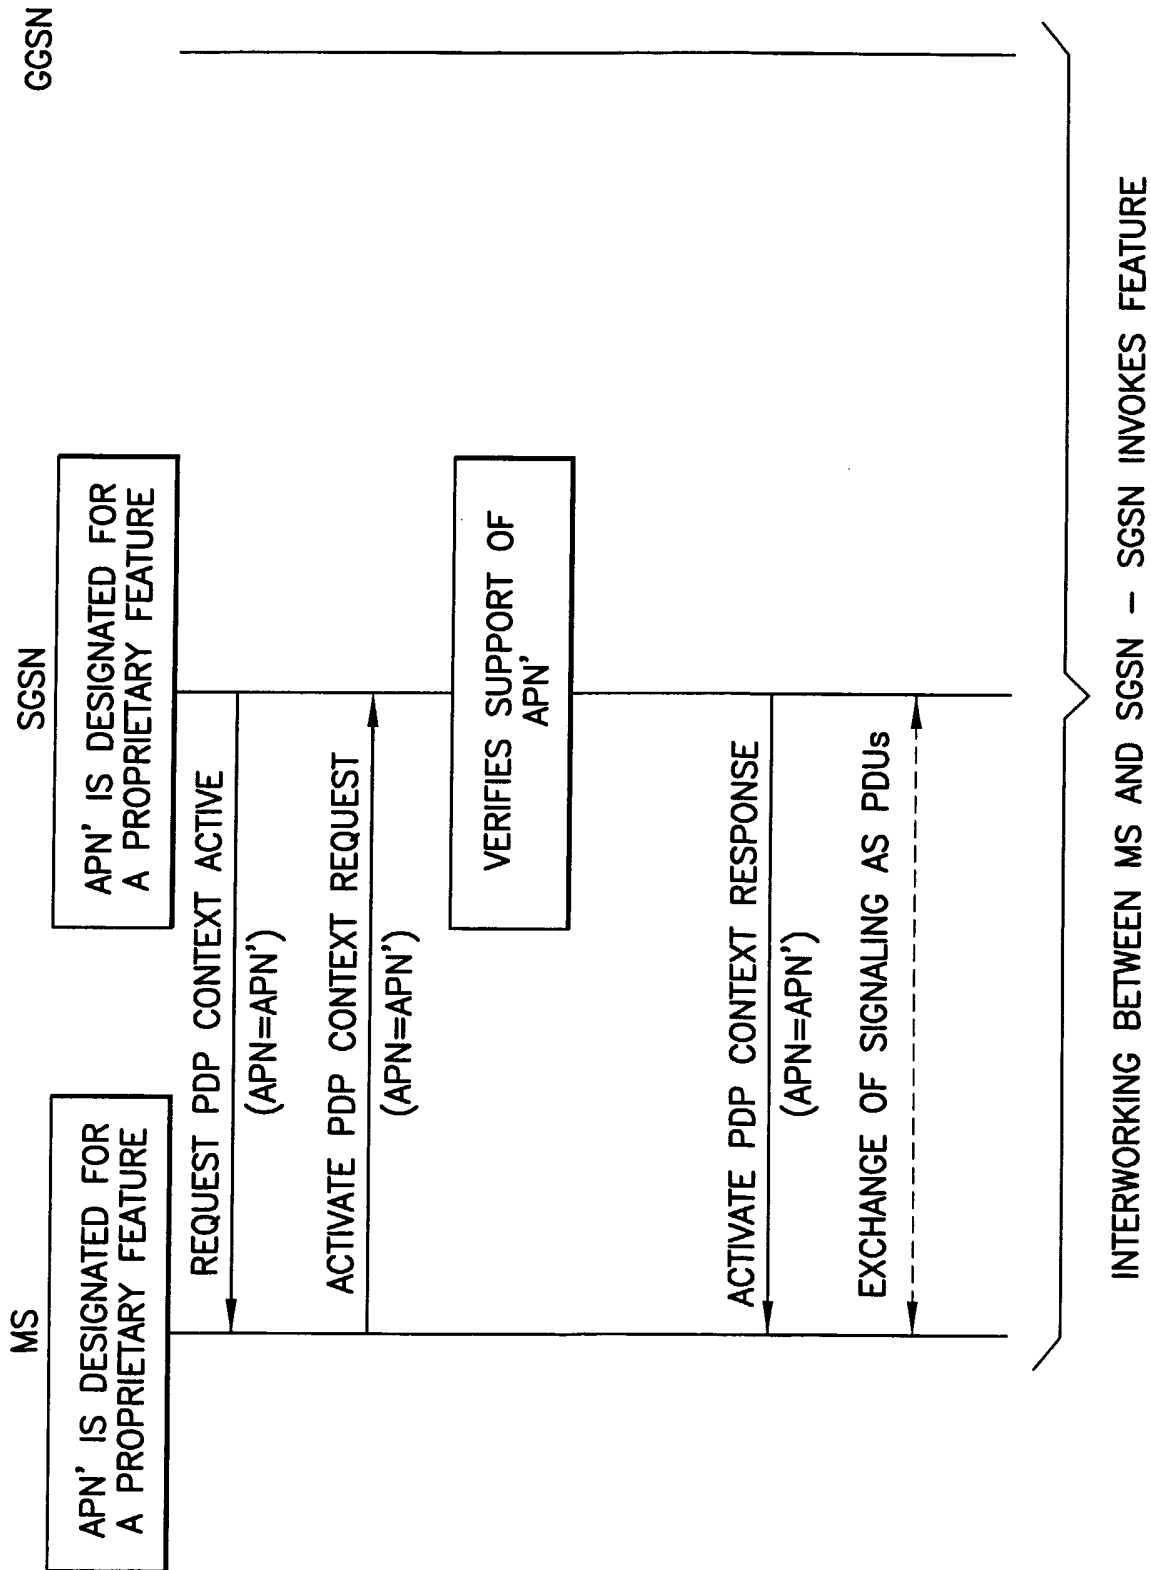 MS
SGSN
GGSN
APN' IS DESIGNATED FOR
A PROPRIETARY FEATURE
APN' IS DESIGNATED FOR
A PROPRIETARY FEATURE
REQUEST PDP CONTEXT ACTIVE
(APN=APN')
ACTIVATE PDP CONTEXT REQUEST
(APN=APN')
VERIFIES SUPPORT OF
APN'
ACTIVATE PDP CONTEXT RESPONSE
(APN=APN')
EXCHANGE OF SIGNALING AS PDUs
INTERWORKING BETWEEN MS AND SGSN – SGSN INVOKES FEATURE